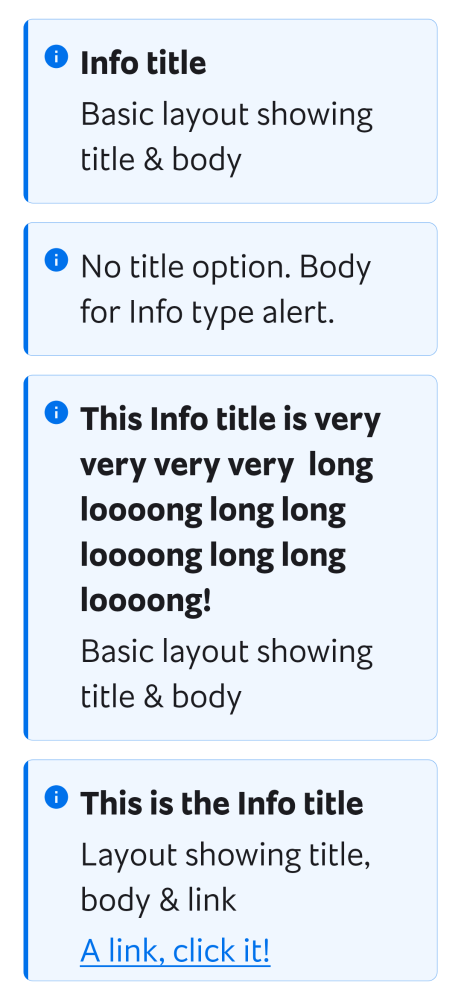 Info title
Basic layout showing
title & body
No title option. Body
for Info type alert.
This Info title is very
very very very  long
loooong long long
loooong long long
loooong!
Basic layout showing
title & body
This is the Info title
Layout showing title,
body & link
A link, click it!